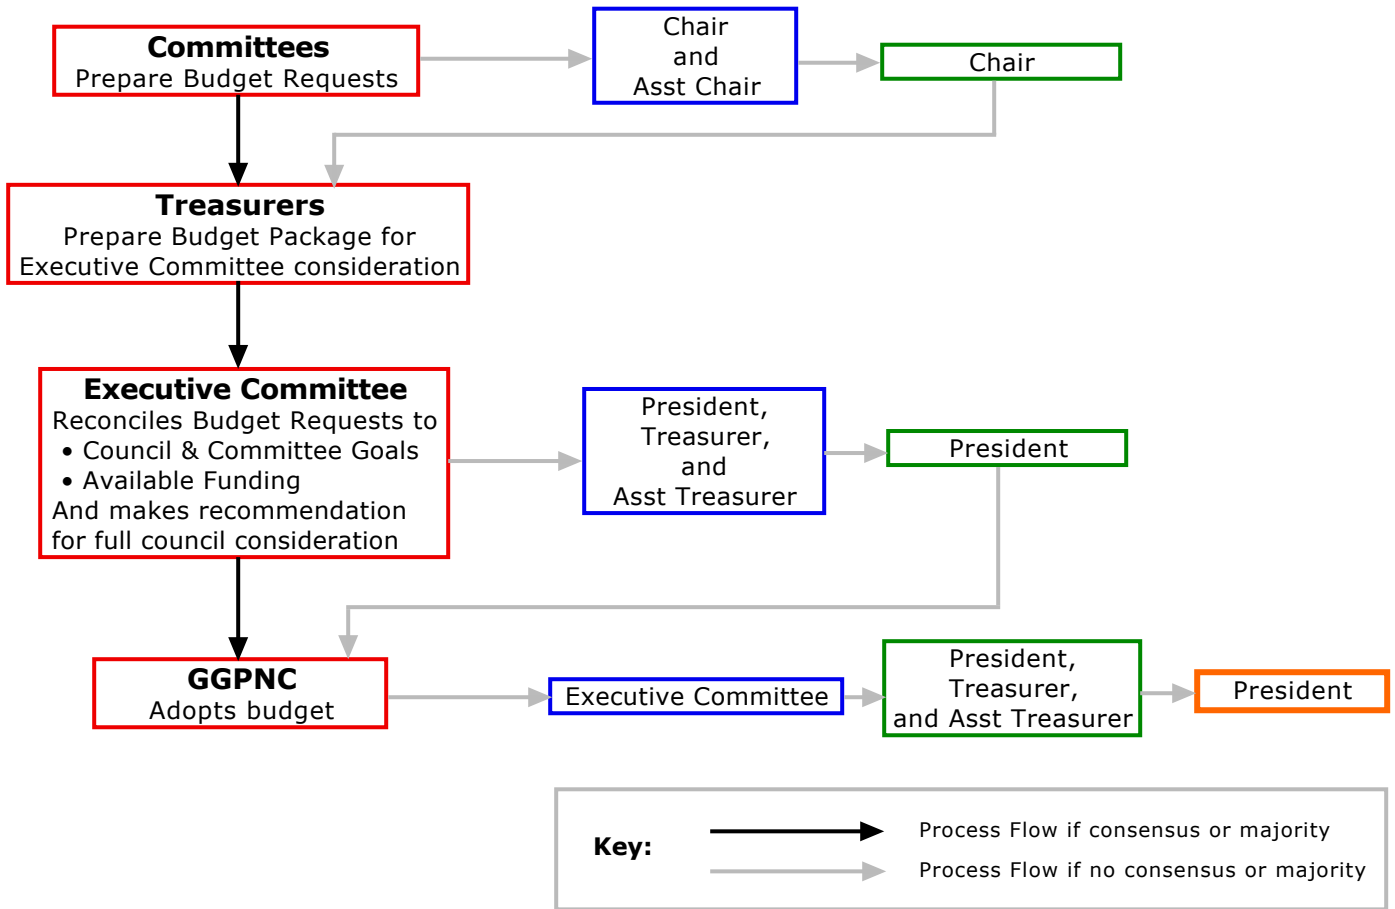 Committees
Prepare Budget Requests
Chair
and
Asst Chair
Chair
Treasurers
Prepare Budget Package for
Executive Committee consideration
Executive Committee
Reconciles Budget Requests to
• Council & Committee Goals
• Available Funding
And makes recommendation
for full council consideration
President,
Treasurer,
and
Asst Treasurer
President
GGPNC
Adopts budget
Executive Committee
President,
Treasurer,
and Asst Treasurer
President
Key:
Process Flow if consensus or majority
Process Flow if no consensus or majority